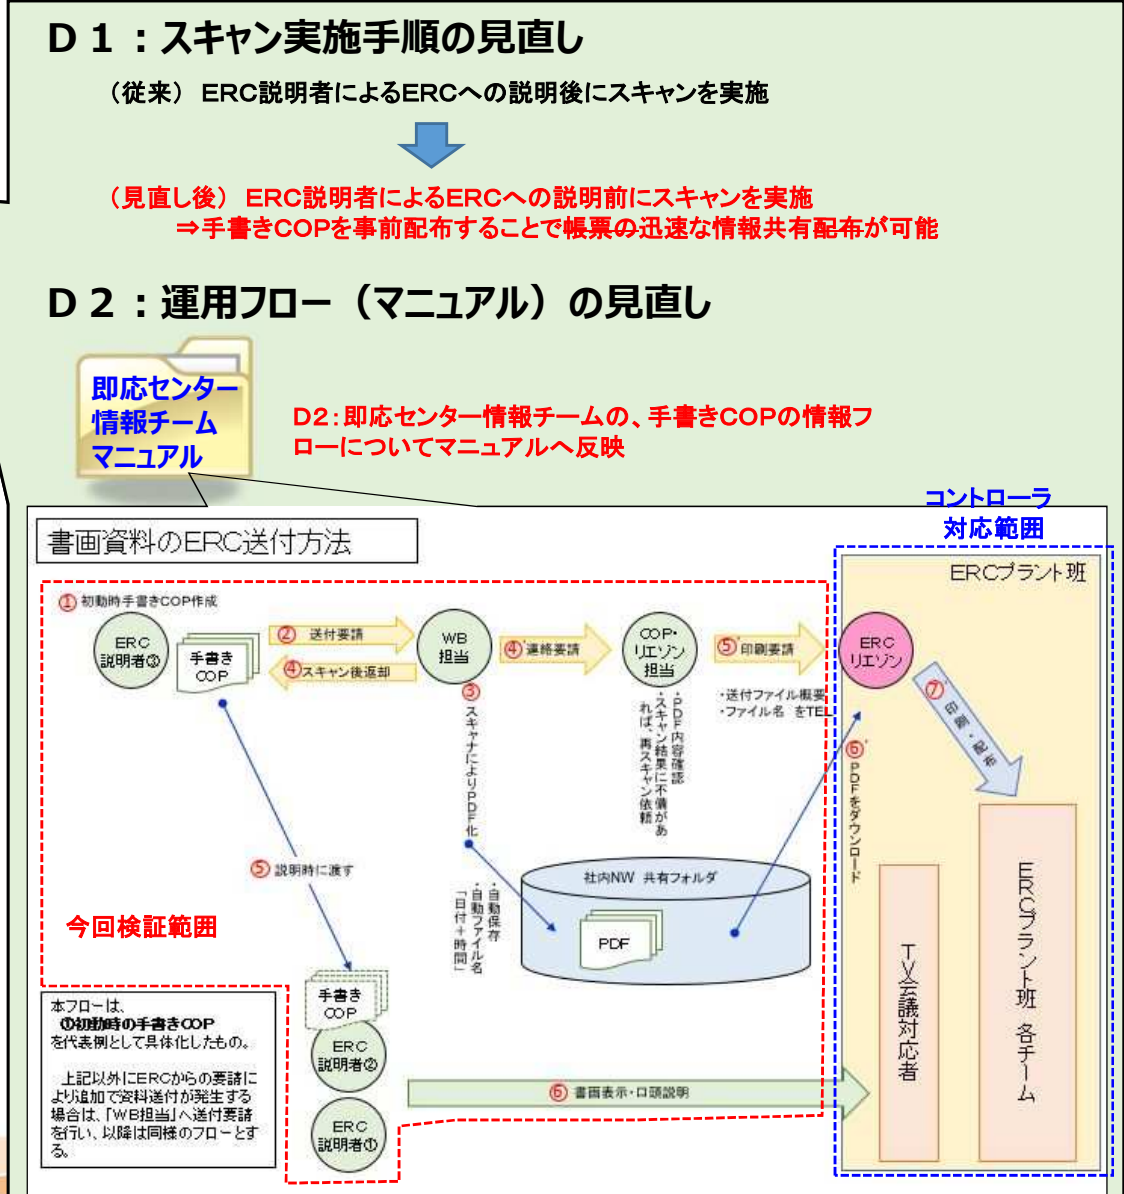 D1：スキャン実施手順の見直し
（従来） ERC説明者によるERCへの説明後にスキャンを実施
（見直し後） ERC説明者によるERCへの説明前にスキャンを実施
⇒手書きCOPを事前配布することで帳票の迅速な情報共有配布が可能
D2：運用フロー（マニュアル）の見直し
即応センター
情報チーム
マニュアル
D2：即応センター情報チームの、手書きCOPの情報フ
ローについてマニュアルへ反映
コントローラ
対応範囲
書画資料のERC送付方法
ERCプラント班
①初動時手書きCOP作成
ERC
説明者③
手書き
COP
② 送付要請
④スキャン後返却
WB
担当
④’連絡要請
COP・
リエゾン
担当
⑤’印刷要請
ERC
リエゾン
・送付ファイル概要
・ファイル名 をTEL
⑦’印刷・配布
③スキャナによりPDF化
・PDF内容確認
・スキャン結果に不備があ
れば、再スキャン依頼
⑥’PDFをダウンロード
⑤ 説明時に渡す
・自動保存
・自動ファイル名
「日付＋時間」
社内NW 共有フォルダ
PDF
今回検証範囲
手書き
COP
ERC
説明者②
ERC
説明者①
⑥ 書画表示・口頭説明
TV会議対応者
ERCプラント班 各チーム
本フローは、
①初動時の手書きCOP
を代表例として具体化したもの。
上記以外にERCからの要請に
より追加で資料送付が発生する
場合は、「WB担当」へ送付要請
を行い、以降は同様のフローとす
る。